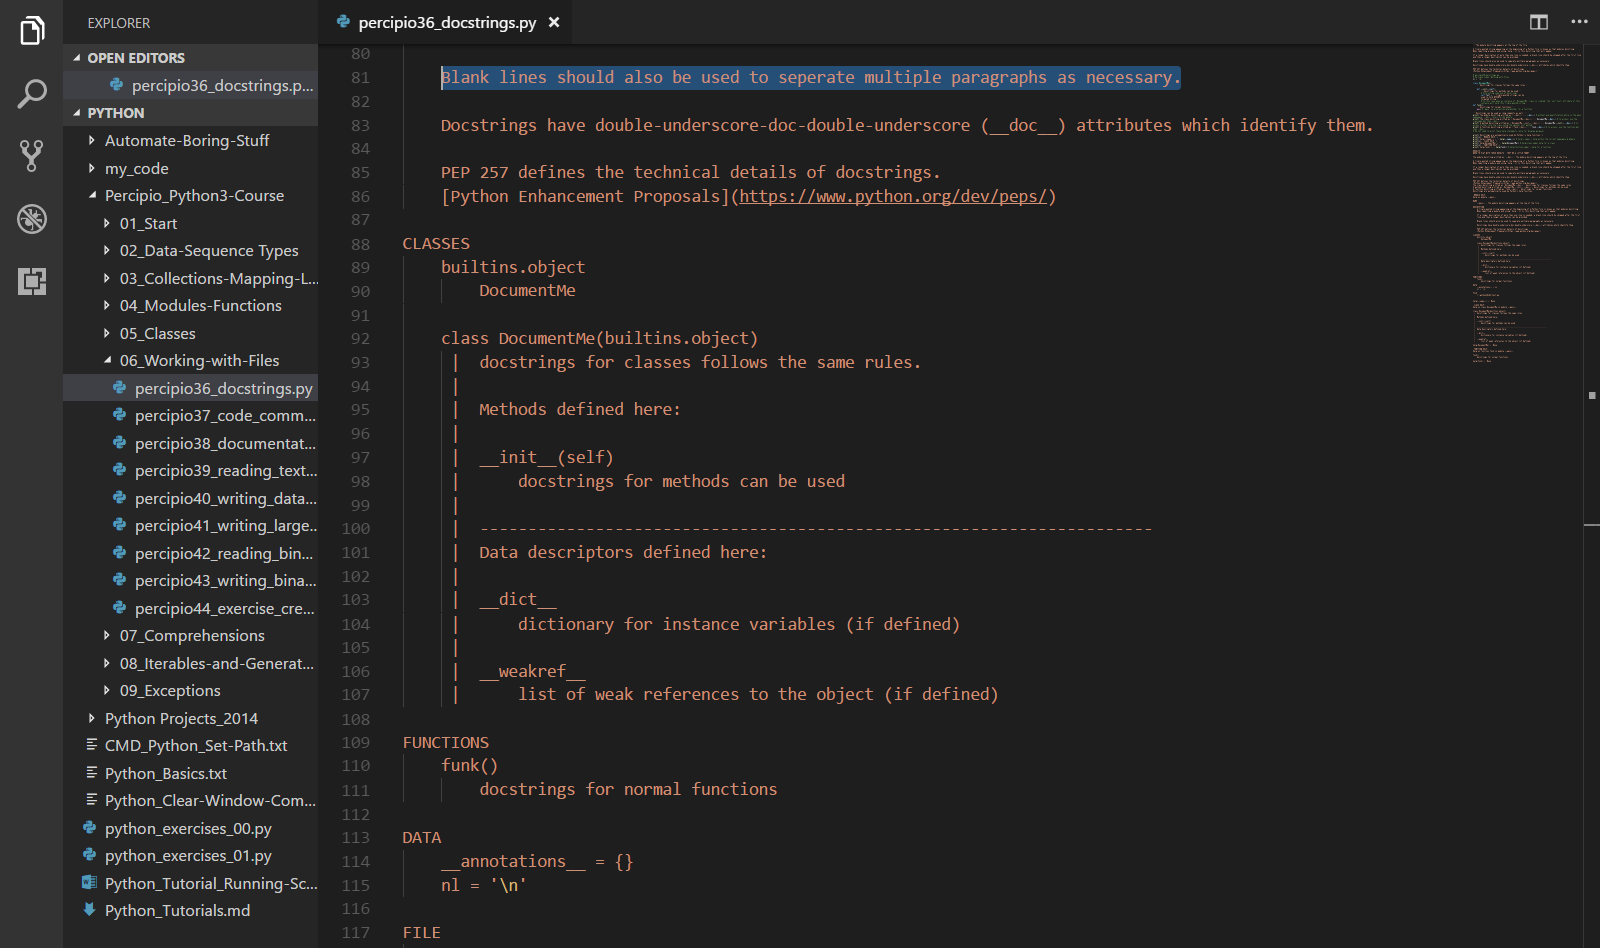 EXPLORER
OPEN EDITORS
percipio36_docstrings.p...
PYTHON
Automate-Boring-Stuff
my_code
Percipio_Python3-Course
01_Start
02_Data-Sequence Types
03_Collections-Mapping-L...
04_Modules-Functions
05_Classes
06_Working-with-Files
percipio36_docstrings.py
percipio37_code_comm...
percipio38_documentat...
percipio39_reading_text...
percipio40_writing_data...
percipio41_writing_large...
percipio42_reading_bin...
percipio43_writing_bina...
percipio44_exercise_cre...
07_Comprehensions
08_Iterables-and-Generat...
09_Exceptions
Python Projects_2014
CMD_Python_Set-Path.txt
Python_Basics.txt
Python_Clear-Window-Com...
python_exercises_00.py
python_exercises_01.py
Python_Tutorial_Running-Sc...
Python_Tutorials.md
percipio36_docstrings.py
80
81 Blank lines should also be used to seperate multiple paragraphs as necessary.
82
83 Docstrings have double-underscore-doc-double-underscore (__doc__) attributes which identify them.
84
85 PEP 257 defines the technical details of docstrings.
86 [Python Enhancement Proposals](https://www.python.org/dev/peps/)
87
88 CLASSES
89 builtins.object
90 DocumentMe
91
92 class DocumentMe(builtins.object)
93 | docstrings for classes follows the same rules.
94 |
95 | Methods defined here:
96 |
97 | __init__(self)
98 | docstrings for methods can be used
99 |
100 | ----------------------------------------------------------------------
101 | Data descriptors defined here:
102 |
103 | __dict__
104 | dictionary for instance variables (if defined)
105 |
106 | __weakref__
107 | list of weak references to the object (if defined)
108
109 FUNCTIONS
110 funk()
111 docstrings for normal functions
112
113 DATA
114 __annotations__ = {}
115 nl = '\n'
116
117 FILE